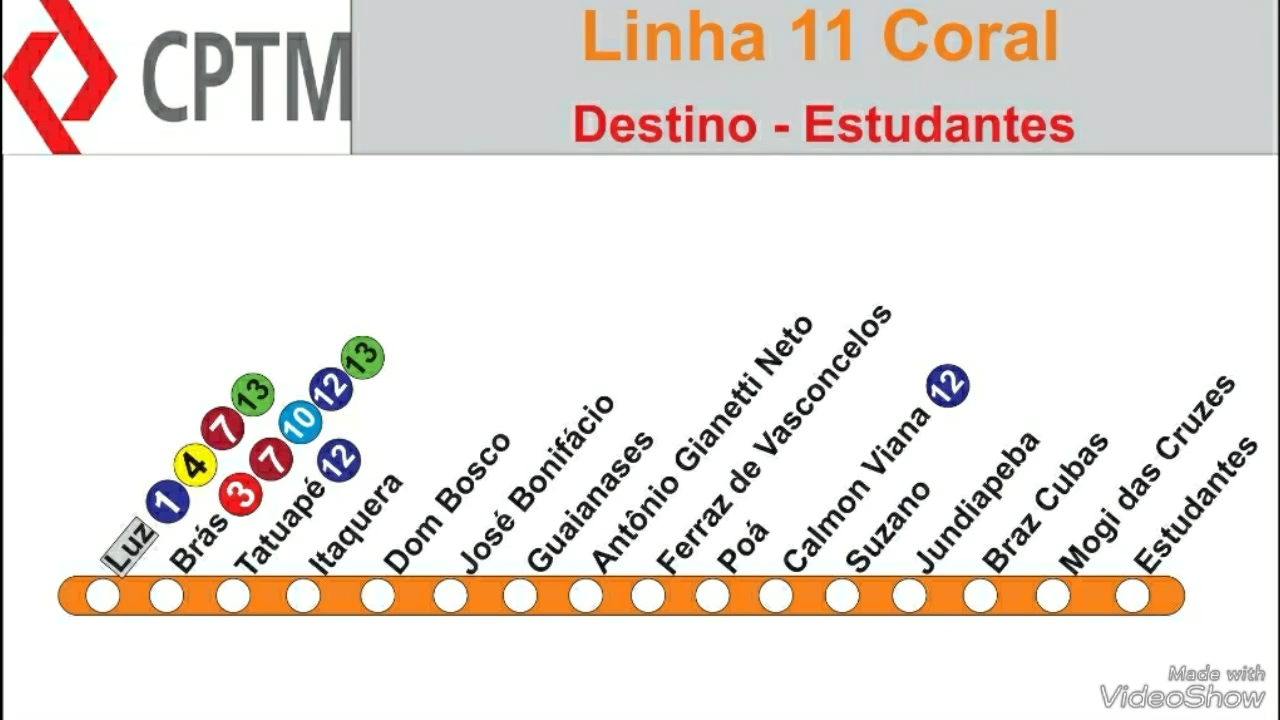 CPTM
Linha 11 Coral
Destino - Estudantes
Luz 1 4 7 13
Brás 3 7 10 12 13
Tatuapé 12
Itaquera
Dom Bosco
José Bonifácio
Guaianases
Antônio Gianetti Neto
Ferraz de Vasconcelos
Poá
Calmon Viana 12
Suzano
Jundiapeba
Braz Cubas
Mogi das Cruzes
Estudantes
Made with
VideoShow